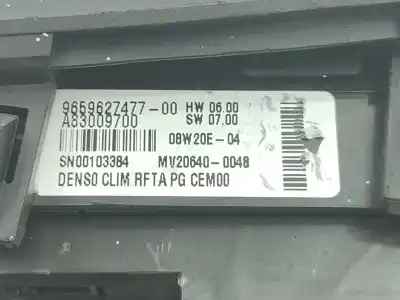 9659627477-00 HW 06.00
A83009700 SW 07.00
08W20E-04
SN00103384 MV20640-0048
DENSO CLIM RFTA PG CEM00